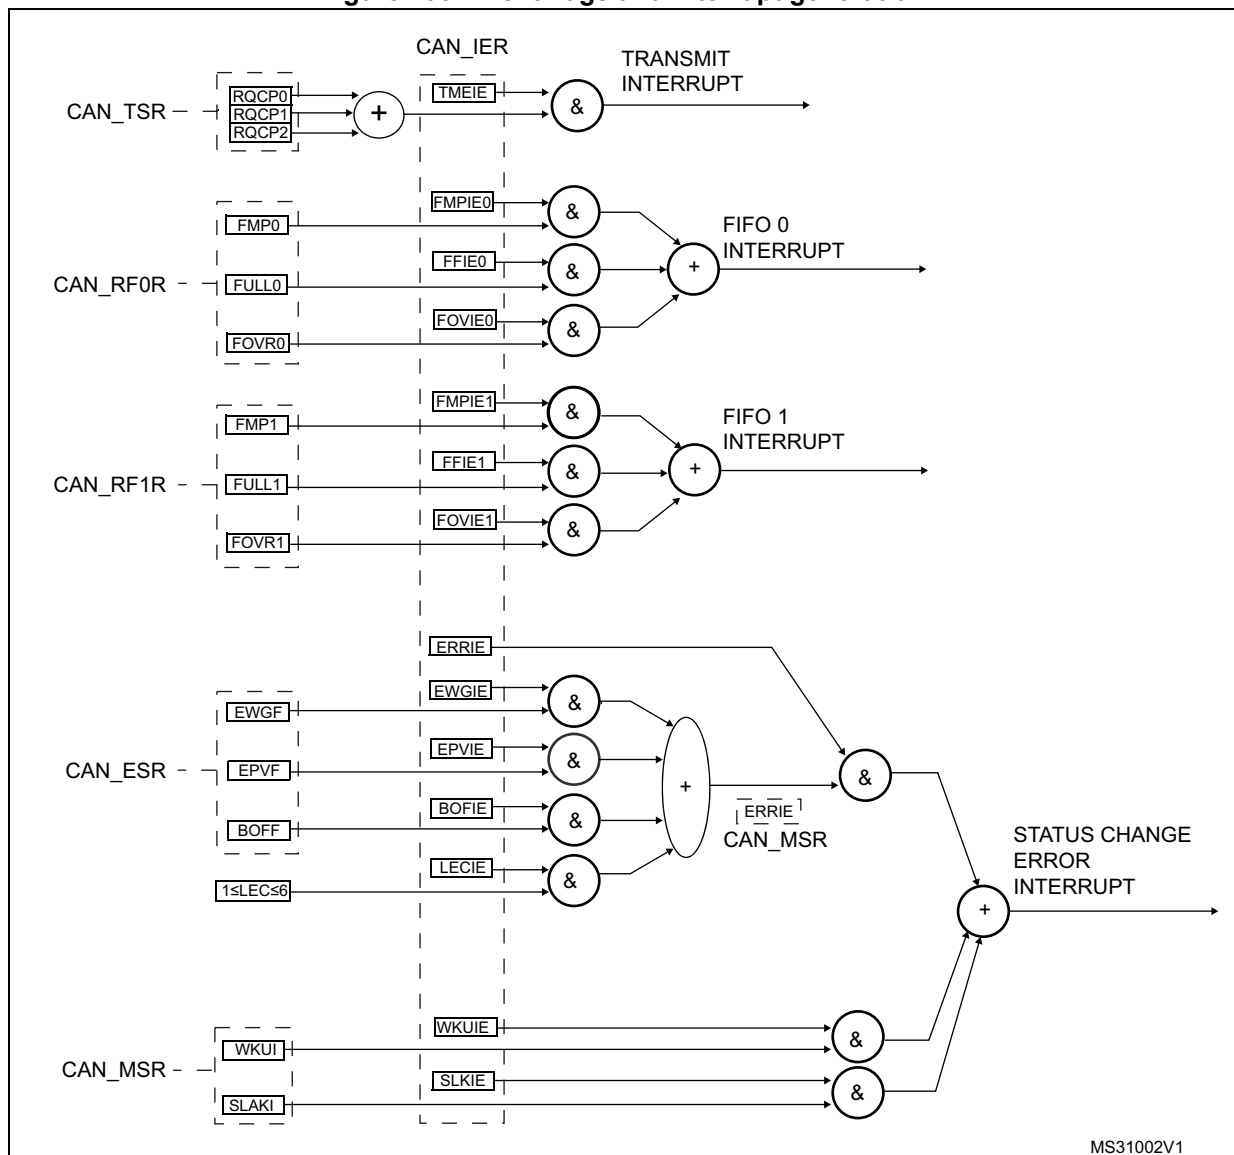 CAN_IER
TRANSMIT
INTERRUPT
CAN_TSR
RQCP0
RQCP1
RQCP2
+
TMEIE
&
FMPIE0
&
FMP0
FIFO 0
INTERRUPT
FFIE0
&
+
CAN_RF0R
FULL0
FOVIE0
&
FOVR0
FMPIE1
&
FMP1
FIFO 1
INTERRUPT
FFIE1
&
+
CAN_RF1R
FULL1
FOVIE1
&
FOVR1
ERRIE
EWGIE
&
EWGF
EPVIE
&
CAN_ESR
EPVF
&
+
BOFIE
&
ERRIE
CAN_MSR
BOFF
LECIE
&
1≤LEC≤6
STATUS CHANGE
ERROR
INTERRUPT
+
WKUIE
&
WKUI
CAN_MSR
SLKIE
&
SLAKI
MS31002V1